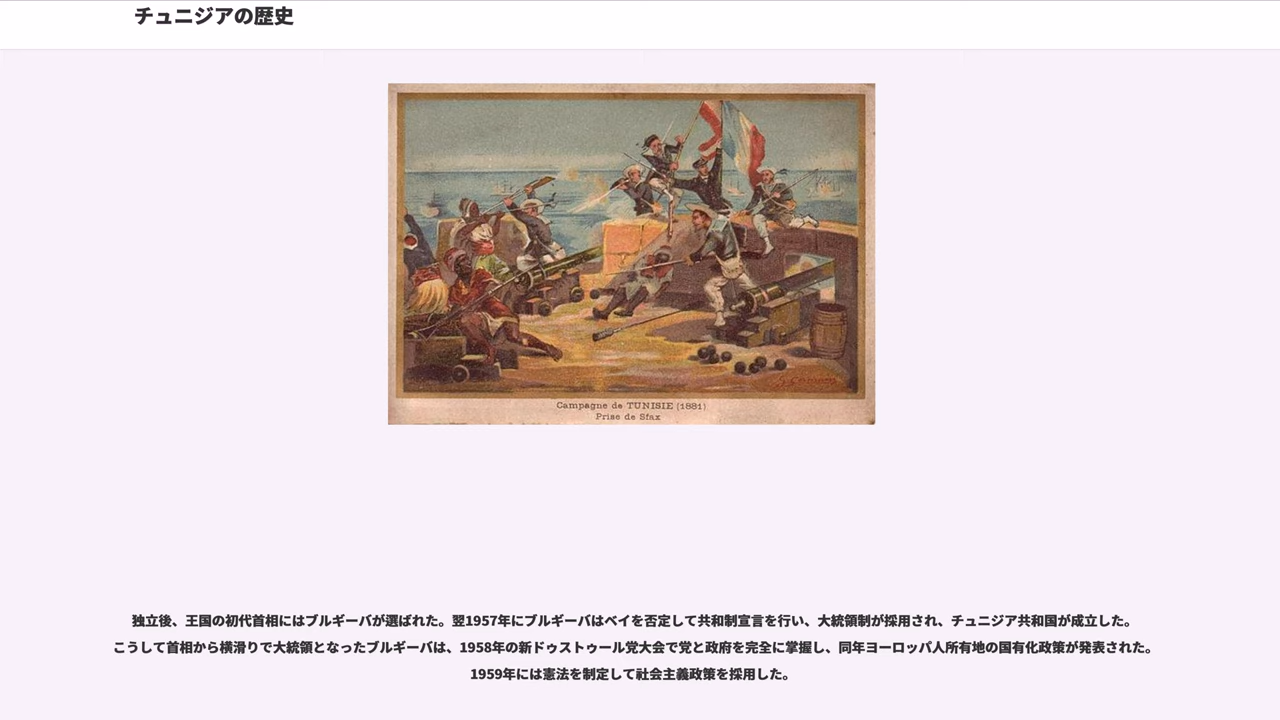 チュニジアの歴史
Campagne de TUNISIE (1881)
Prise de Sfax
独立後、王国の初代首相にはブルギーバが選ばれた。翌1957年にブルギーバはベイを否定して共和制宣言を行い、大統領制が採用され、チュニジア共和国が成立した。
こうして首相から横滑りで大統領となったブルギーバは、1958年の新ドゥストゥール党大会で党と政府を完全に掌握し、同年ヨーロッパ人所有地の国有化政策が発表された。
1959年には憲法を制定して社会主義政策を採用した。